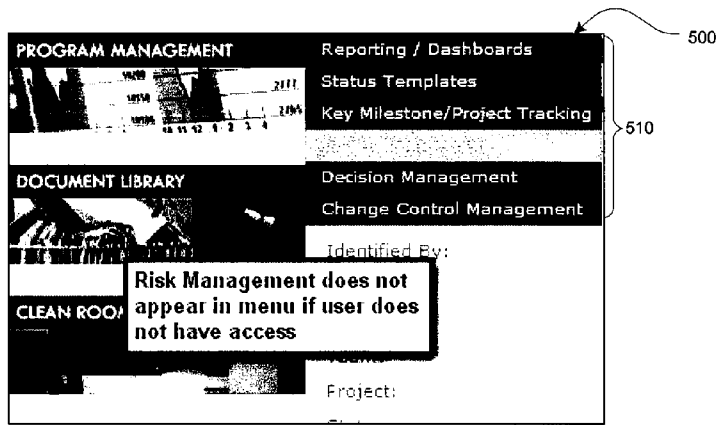 500
PROGRAM MANAGEMENT
Reporting / Dashboards
Status Templates
Key Milestone/Project Tracking
510
DOCUMENT LIBRARY
Decision Management
Change Control Management
Identified By:
Risk Management does not
appear in menu if user does
not have access
CLEAN ROOM
Project: